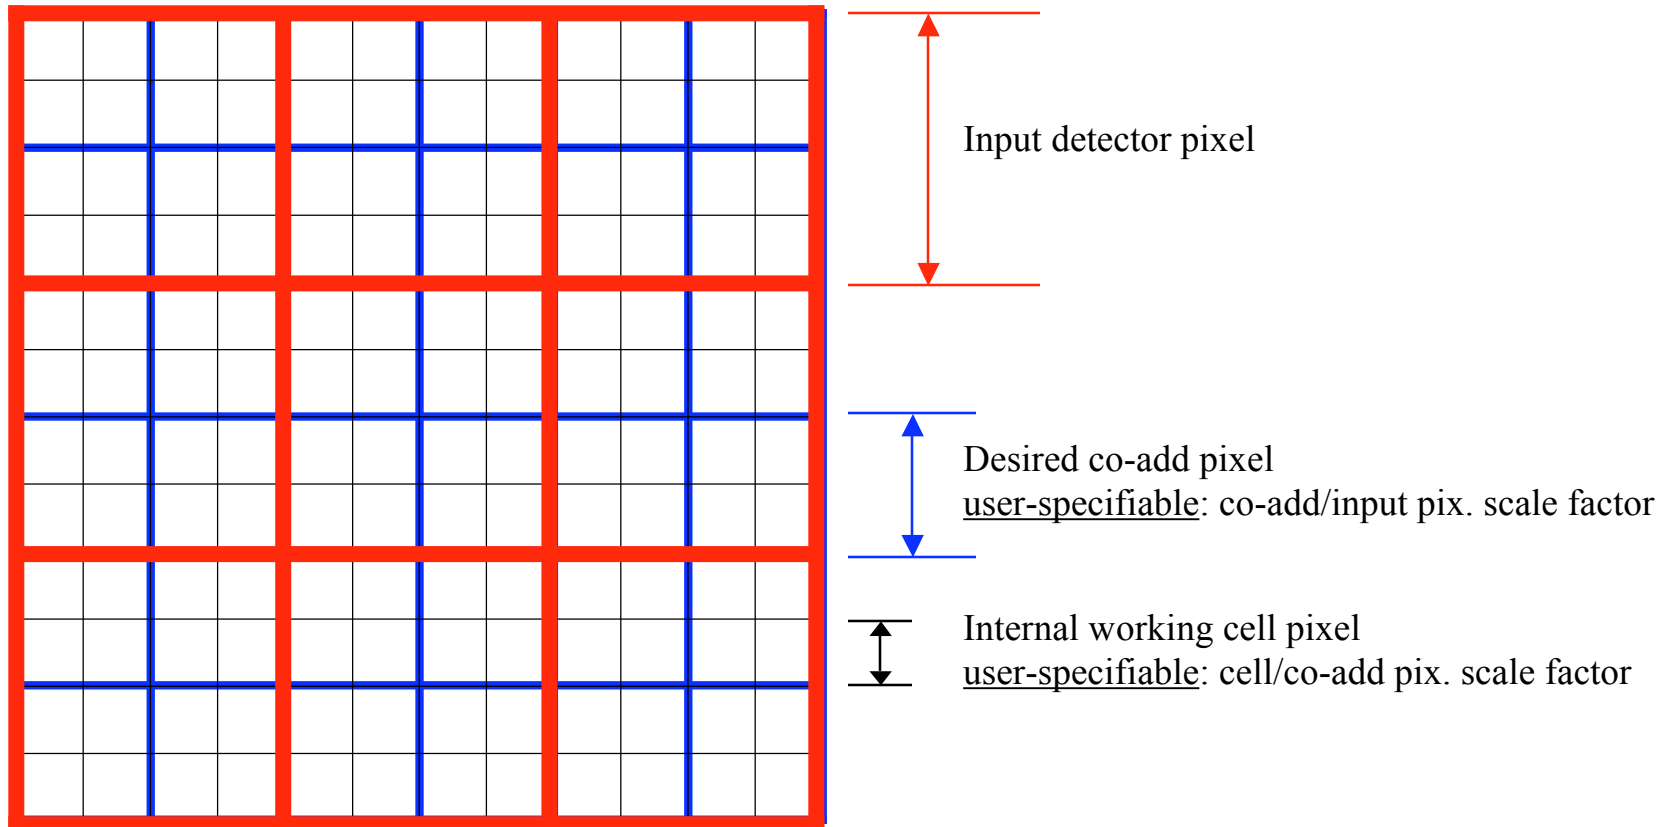 Input detector pixel
Desired co-add pixel
user-specifiable: co-add/input pix. scale factor
Internal working cell pixel
user-specifiable: cell/co-add pix. scale factor